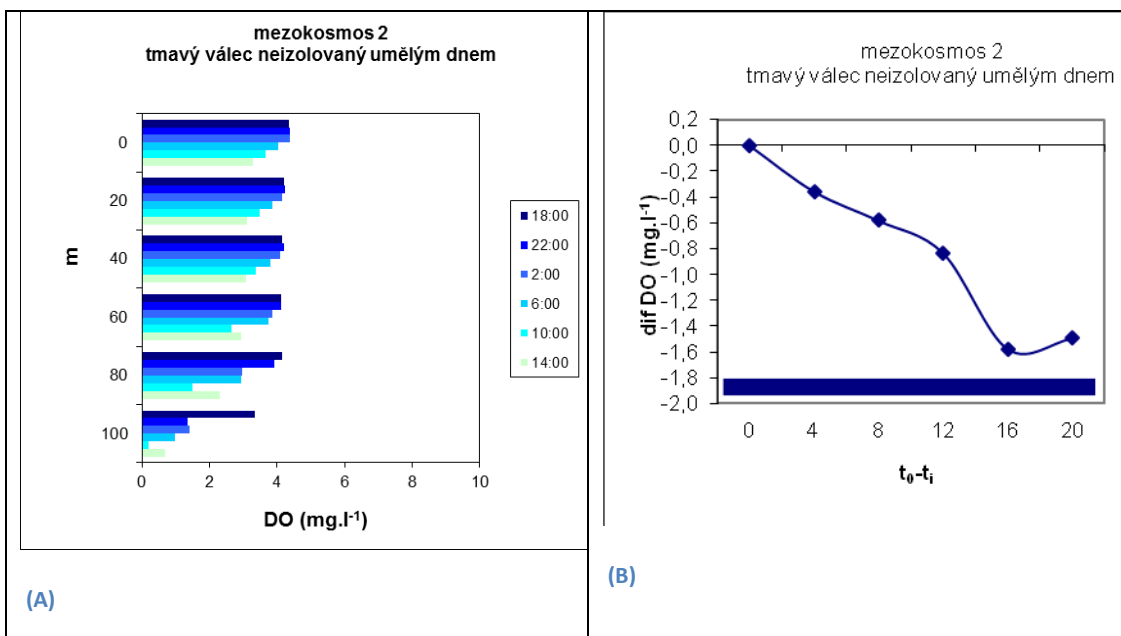 mezokosmos 2
tmavý válec neizolovaný umělým dnem
m
0
20
40
60
80
100
0 2 4 6 8 10
DO (mg.l⁻¹)
18:00
22:00
2:00
6:00
10:00
14:00
(A)
mezokosmos 2
tmavý válec neizolovaný umělým dnem
dif DO (mg.l⁻¹)
0,2
0,0
-0,2
-0,4
-0,6
-0,8
-1,0
-1,2
-1,4
-1,6
-1,8
-2,0
0 4 8 12 16 20
t₀-tᵢ
(B)